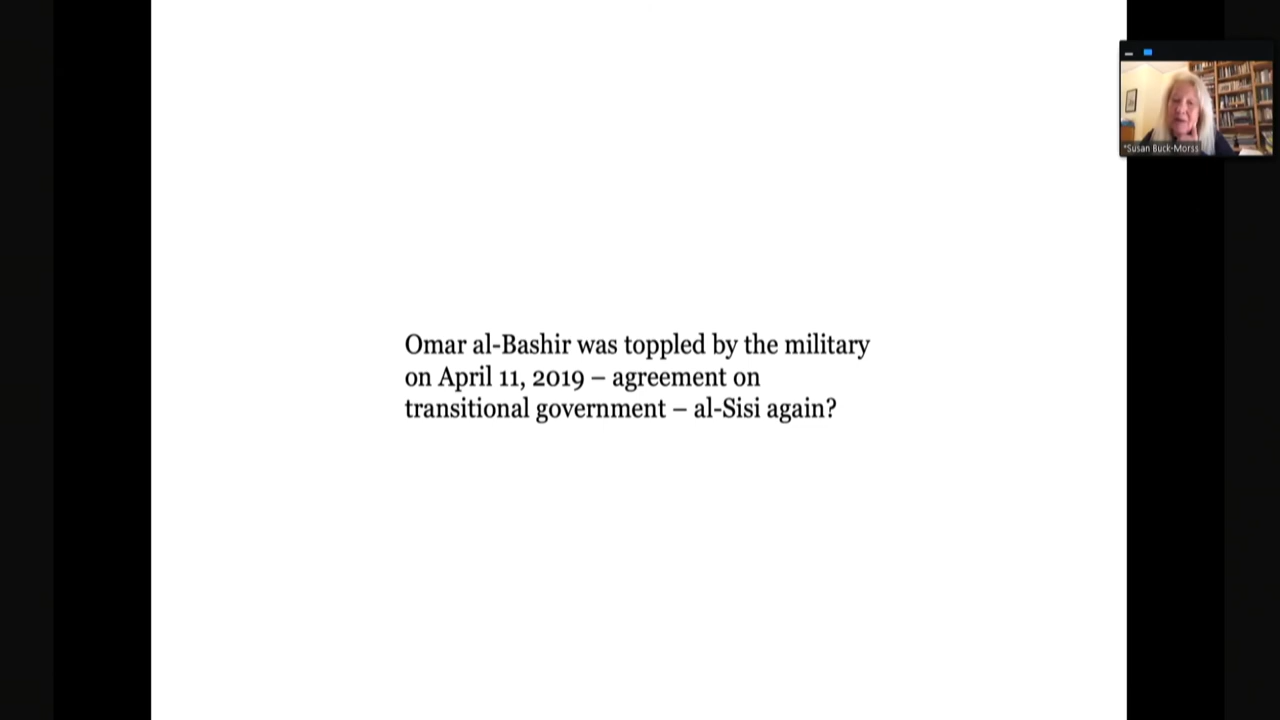 Omar al-Bashir was toppled by the military
on April 11, 2019 – agreement on
transitional government – al-Sisi again?
*Susan Buck-Morss